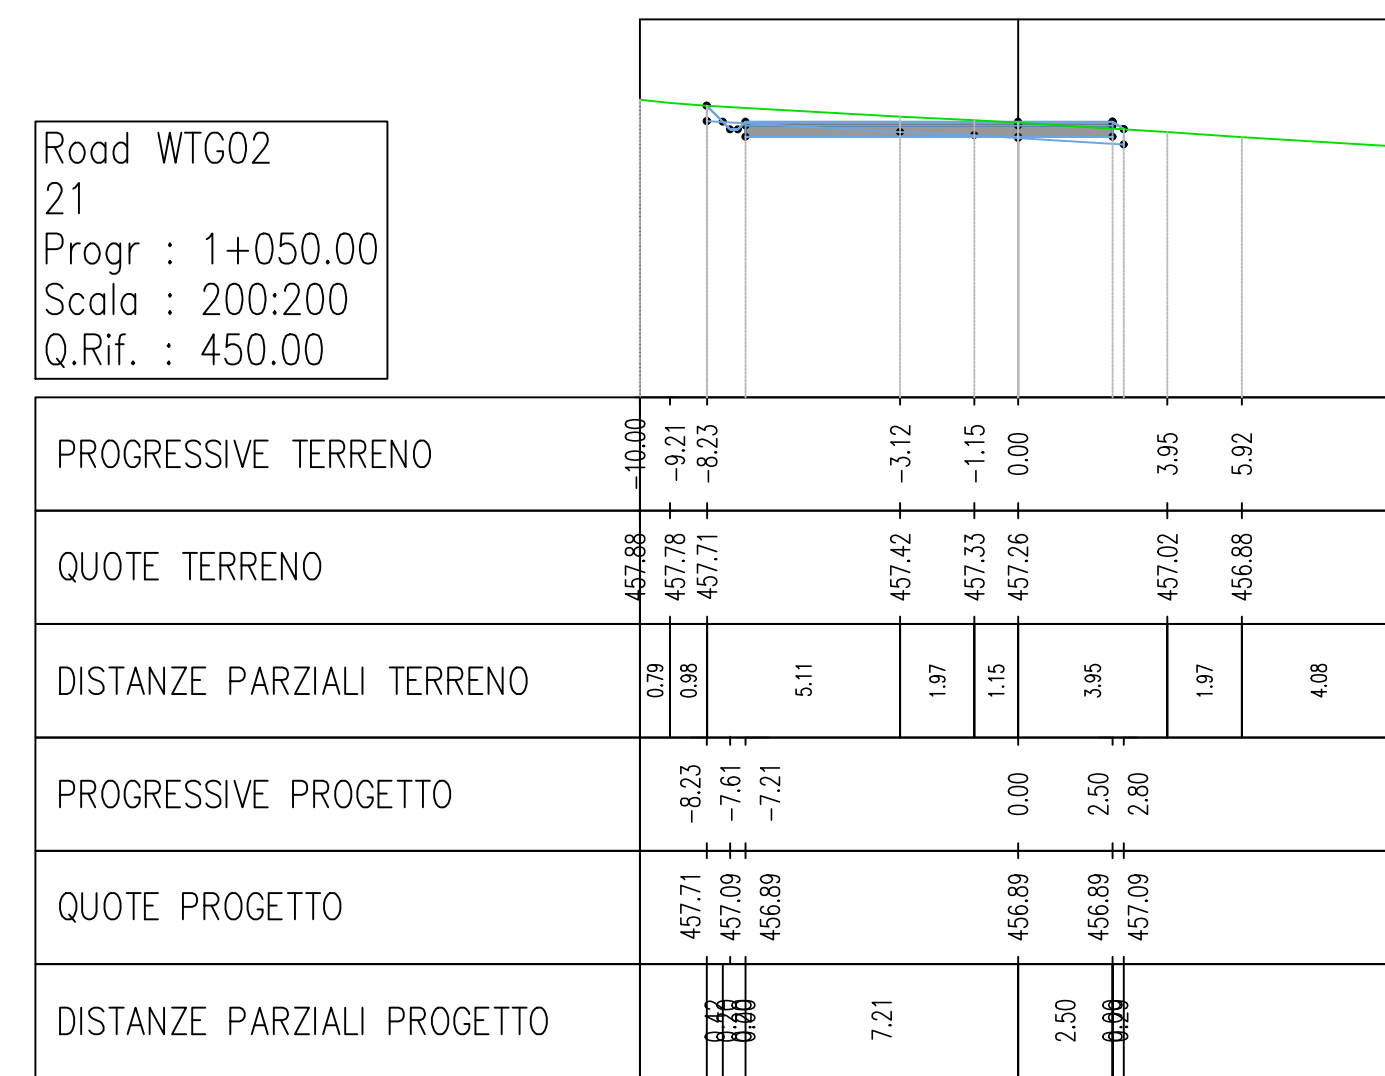 Road WTG02
21
Progr : 1+050.00
Scala : 200:200
Q.Rif. : 450.00
PROGRESSIVE TERRENO -10.00 -9.21 -8.23 -3.12 -1.15 0.00 3.95 5.92
QUOTE TERRENO 457.88 457.78 457.71 457.42 457.33 457.26 457.02 456.88
DISTANZE PARZIALI TERRENO 0.79 0.98 5.11 1.97 1.15 3.95 1.97 4.08
PROGRESSIVE PROGETTO -8.23 -7.61 -7.21 0.00 2.50 2.80
QUOTE PROGETTO 457.71 457.09 456.89 456.89 456.89 457.09
DISTANZE PARZIALI PROGETTO 0.42 7.21 2.50